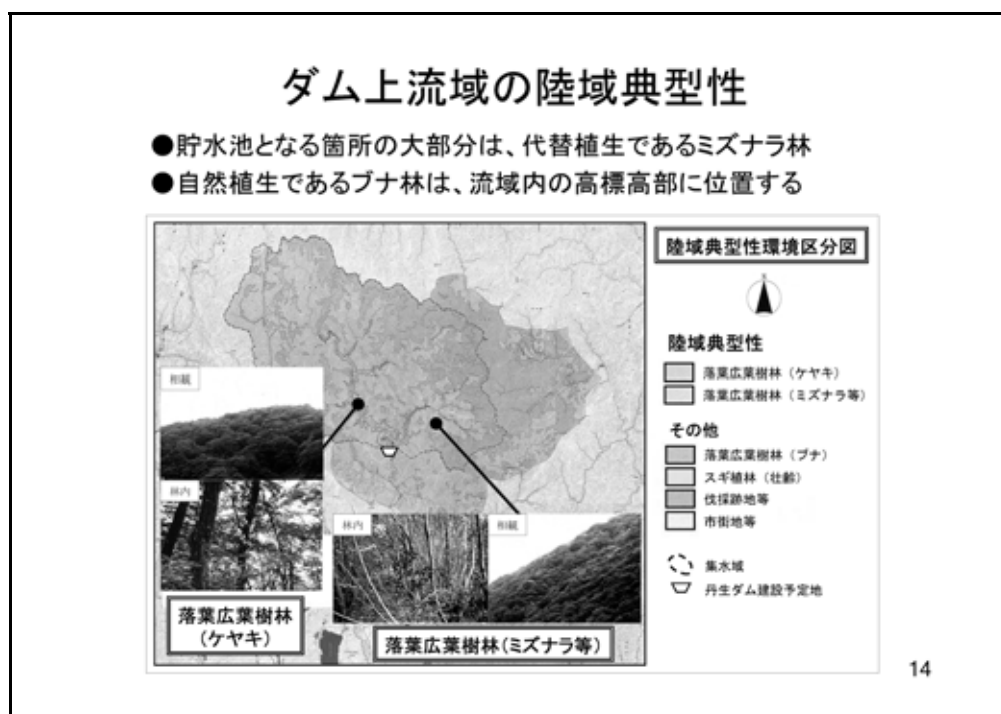 ダム上流域の陸域典型性
●貯水池となる箇所の大部分は、代替植生であるミズナラ林
●自然植生であるブナ林は、流域内の高標高部に位置する
陸域典型性環境区分図
陸域典型性
落葉広葉樹林（ケヤキ）
落葉広葉樹林（ミズナラ等）
その他
落葉広葉樹林（ブナ）
スギ植林（壮齢）
伐採跡地等
市街地等
集水域
丹生ダム建設予定地
相観
林内
林内
相観
落葉広葉樹林
（ケヤキ）
落葉広葉樹林（ミズナラ等）
14